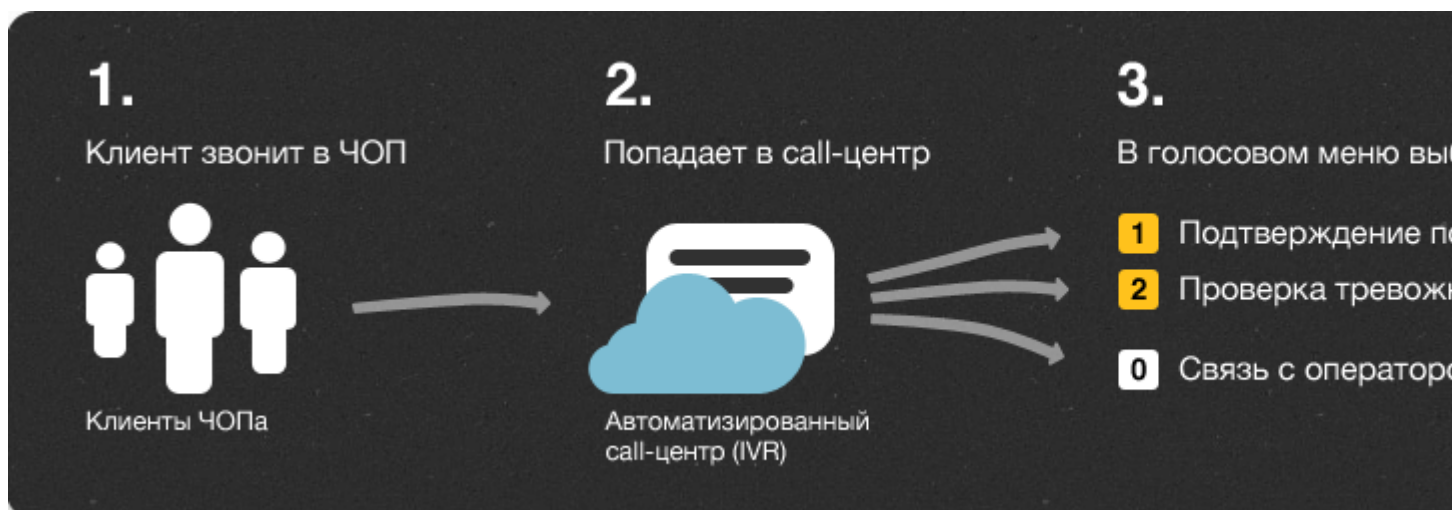 1.
Клиент звонит в ЧОП
Клиенты ЧОПа
2.
Попадает в call-центр
Автоматизированный
call-центр (IVR)
3.
В голосовом меню
1 Подтверждение
2 Проверка
0 Связь с